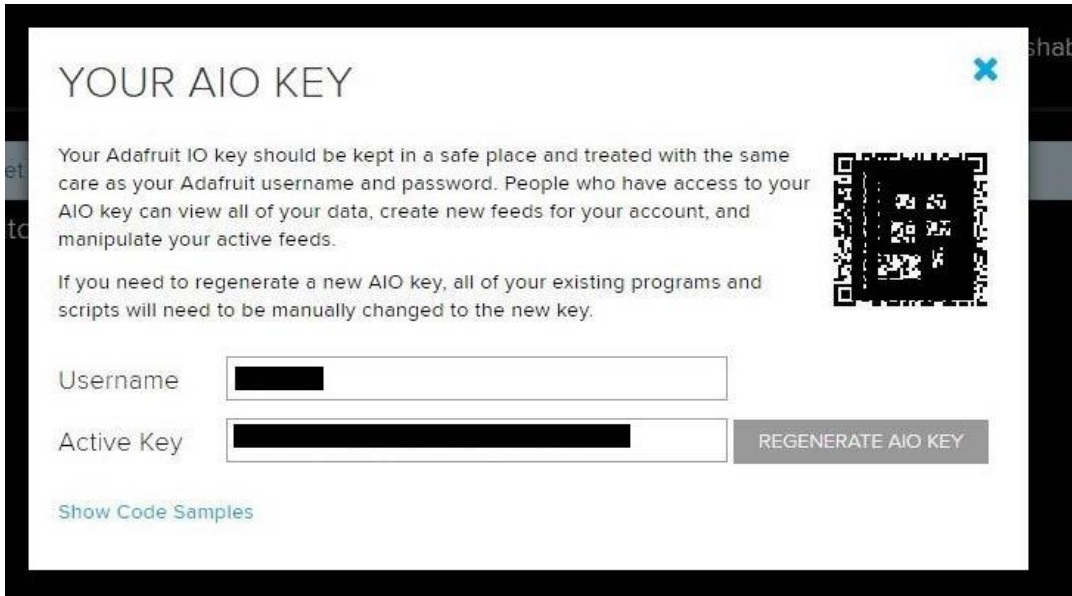 YOUR AIO KEY
Your Adafruit IO key should be kept in a safe place and treated with the same
care as your Adafruit username and password. People who have access to your
AIO key can view all of your data, create new feeds for your account, and
manipulate your active feeds.
If you need to regenerate a new AIO key, all of your existing programs and
scripts will need to be manually changed to the new key.
Username
Active Key
REGENERATE AIO KEY
Show Code Samples